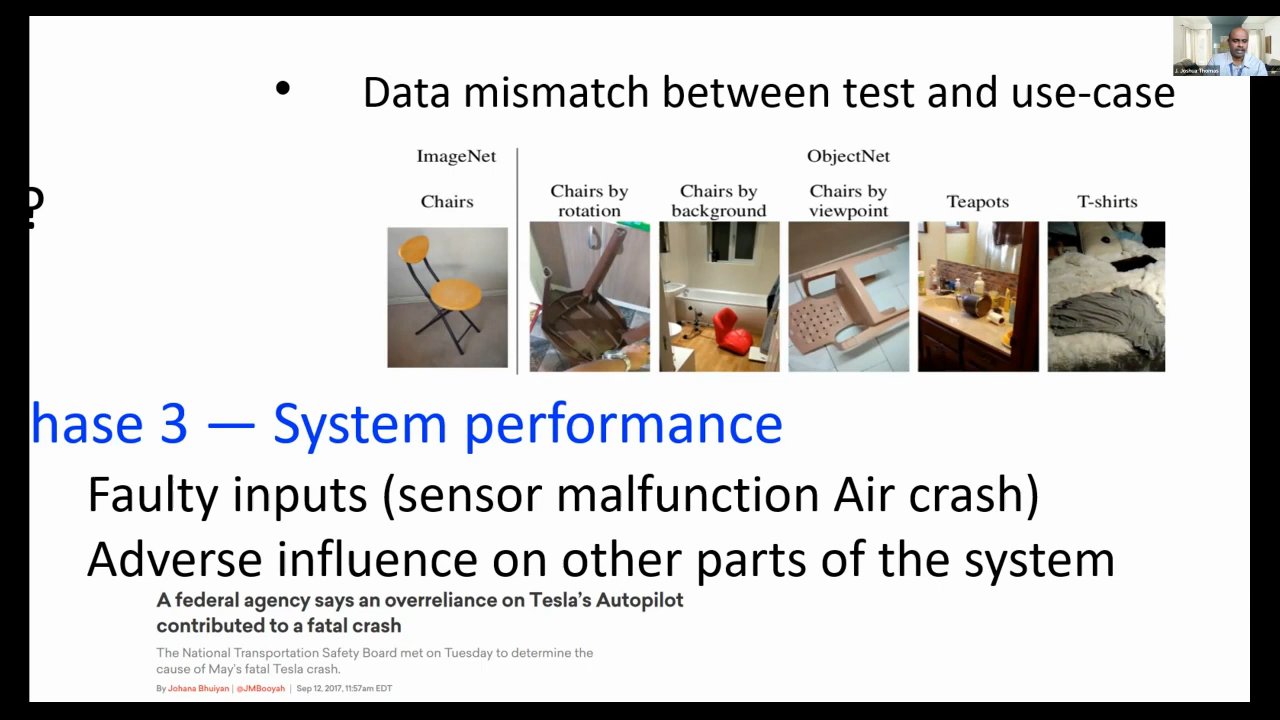 J. Joshua Thomas
• Data mismatch between test and use-case
ImageNet
ObjectNet
Chairs
Chairs by rotation
Chairs by background
Chairs by viewpoint
Teapots
T-shirts
?
hase 3 — System performance
Faulty inputs (sensor malfunction Air crash)
Adverse influence on other parts of the system
A federal agency says an overreliance on Tesla's Autopilot
contributed to a fatal crash
The National Transportation Safety Board met on Tuesday to determine the
cause of May's fatal Tesla crash.
By Johana Bhuiyan | @JMBooyah | Sep 12, 2017, 11:57am EDT